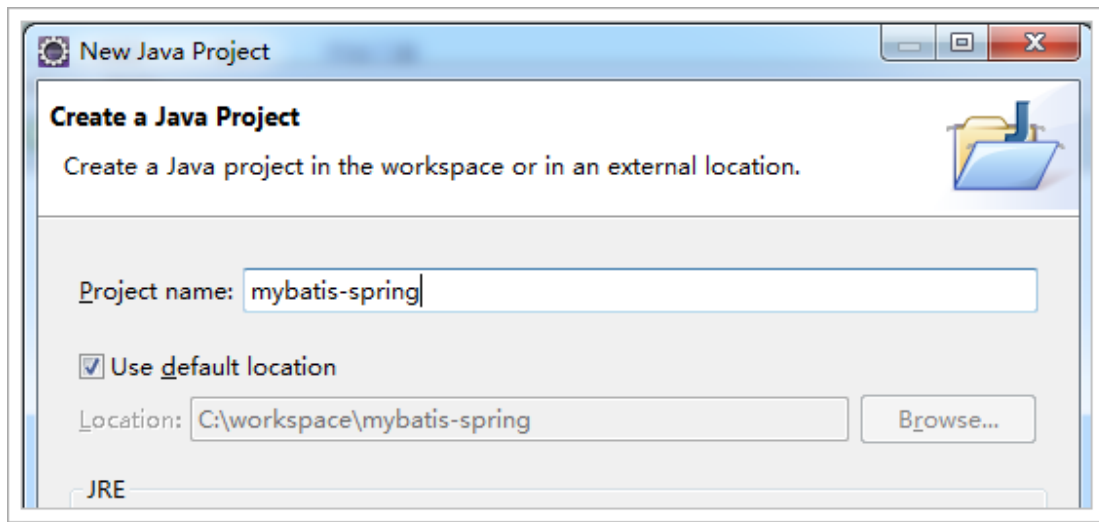 New Java Project
Create a Java Project
Create a Java project in the workspace or in an external location.
Project name: mybatis-spring
Use default location
Location: C:\workspace\mybatis-spring Browse...
JRE